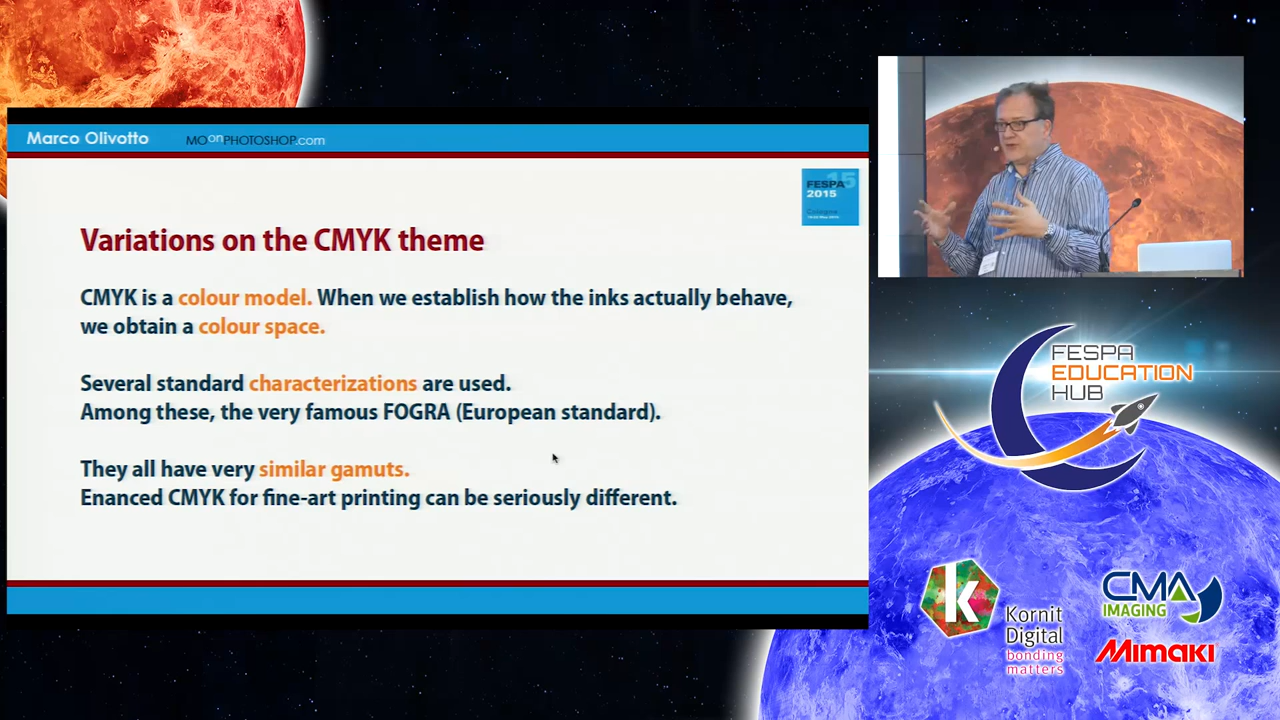 Marco Olivotto
MOonPHOTOSHOP.com
FESPA 15
2015
Variations on the CMYK theme
CMYK is a colour model. When we establish how the inks actually behave,
we obtain a colour space.
Several standard characterizations are used.
Among these, the very famous FOGRA (European standard).
They all have very similar gamuts.
Enanced CMYK for fine-art printing can be seriously different.
FESPA
EDUCATION
HUB
k
Kornit
Digital
bonding
matters
CMA
IMAGING
Mimaki